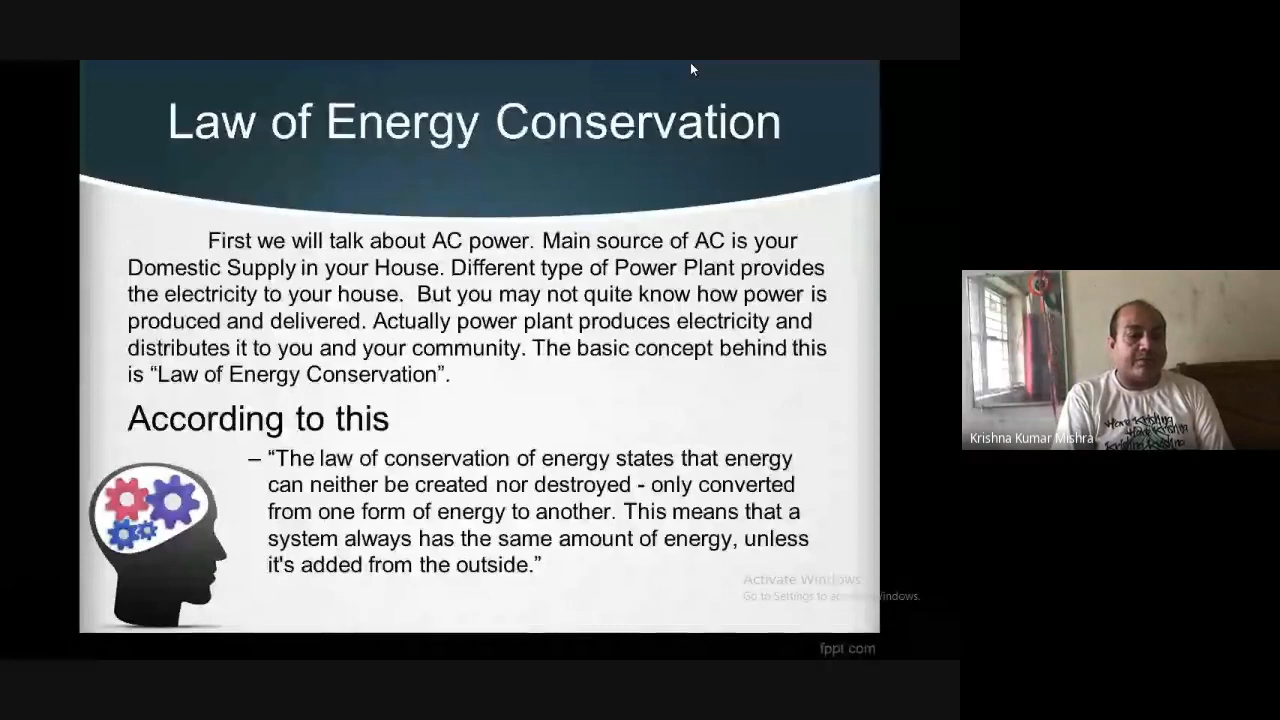 Law of Energy Conservation
First we will talk about AC power. Main source of AC is your
Domestic Supply in your House. Different type of Power Plant provides
the electricity to your house.  But you may not quite know how power is
produced and delivered. Actually power plant produces electricity and
distributes it to you and your community. The basic concept behind this
is “Law of Energy Conservation”.
According to this
– “The law of conservation of energy states that energy
can neither be created nor destroyed - only converted
from one form of energy to another. This means that a
system always has the same amount of energy, unless
it's added from the outside.”
Activate Windows
Go to Settings to activate Windows.
fppt com
Krishna Kumar Mishra
Hare Krishna
Hare Krishna
Krishna Krishna